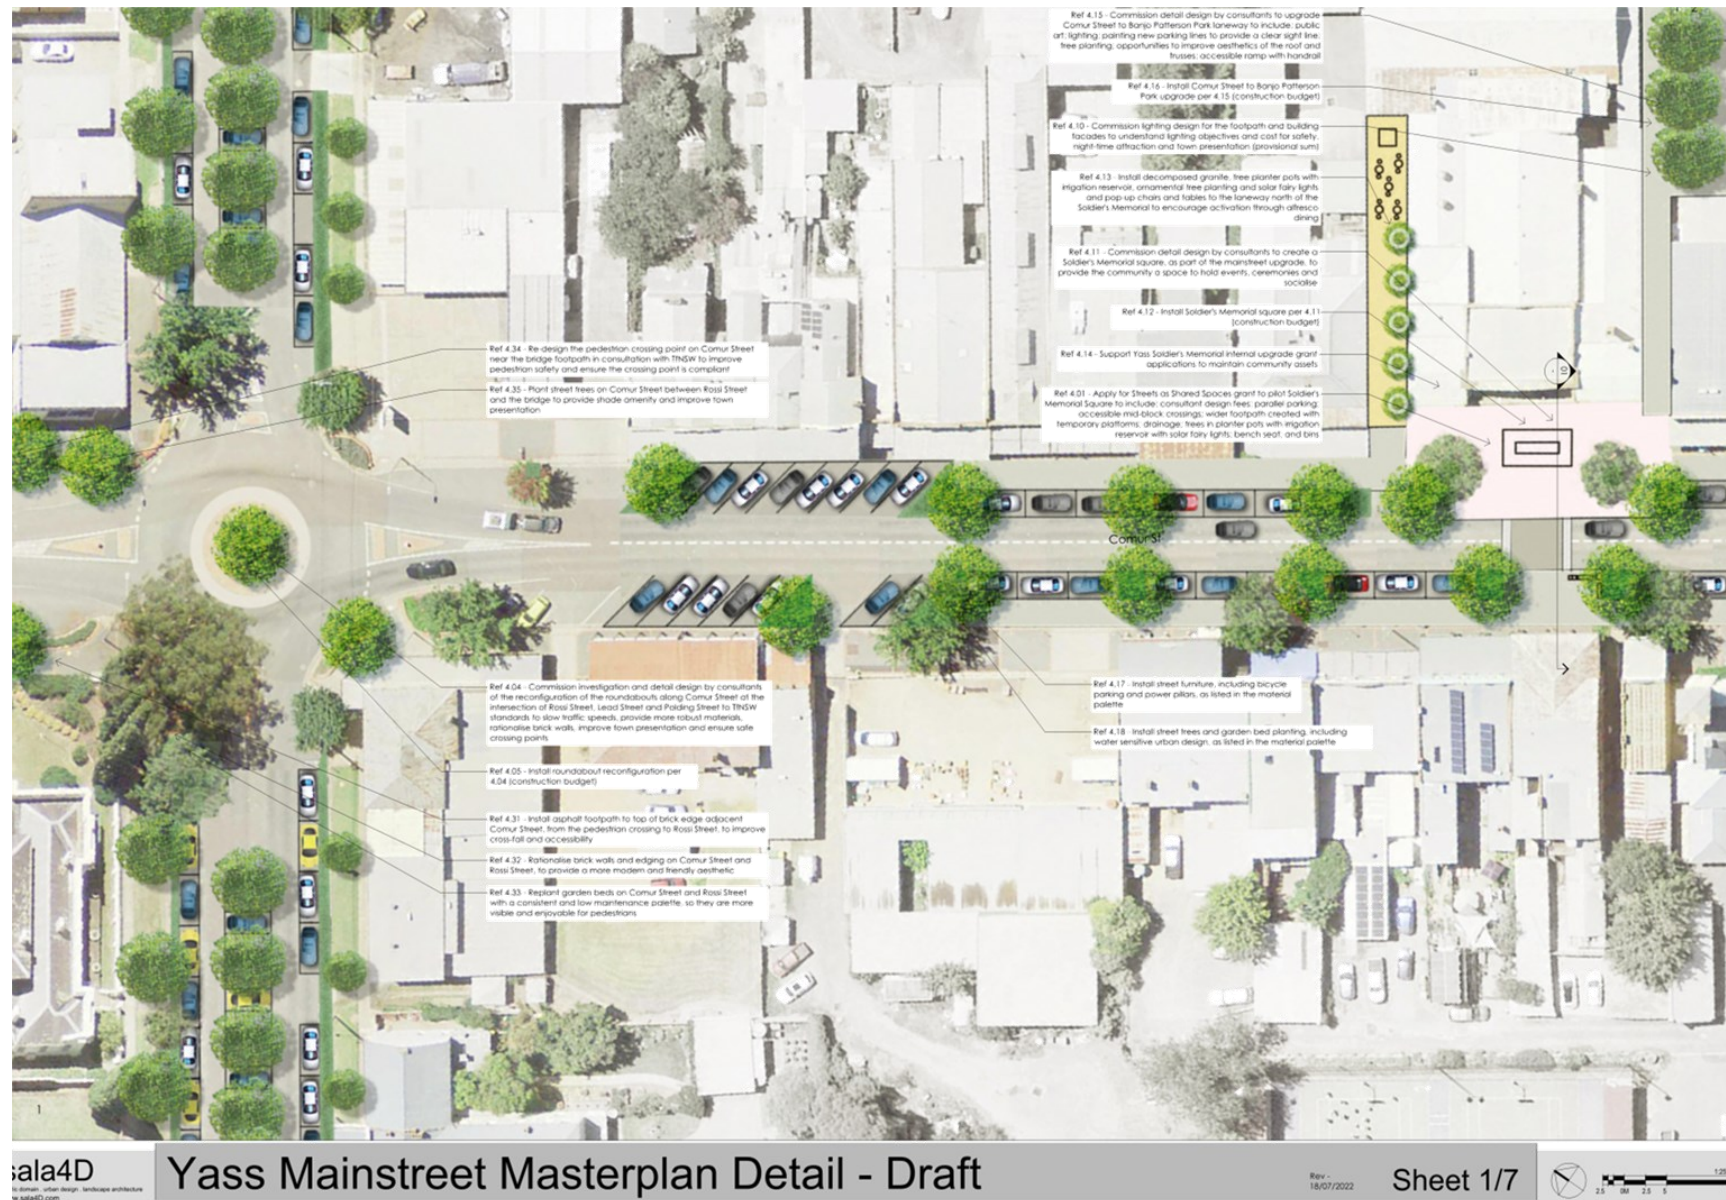 Ref 4.15 - Commission detail design by consultants to upgrade
Comur Street to Banjo Patterson Park laneway to include: public
art; lighting; painting new parking lines to provide a clear sight line;
tree planting; opportunities to improve aesthetics of the roof and
trusses; accessible ramp with handrail
Ref 4.16 - Install Comur Street to Banjo Patterson
Park upgrade per 4.15 (construction budget)
Ref 4.10 - Commission lighting design for the footpath and building
facades to understand lighting objectives and cost for safety,
night-time attraction and town presentation (provisional sum)
Ref 4.13 - Install decomposed granite, tree planter pots with
irrigation reservoir, ornamental tree planting and solar fairy lights
and pop up chairs and tables to the laneway north of the
Soldier's Memorial to encourage activation through alfresco
dining
Ref 4.11 - Commission detail design by consultants to create a
Soldier's Memorial square, as part of the mainstreet upgrade, to
provide the community a space to hold events, ceremonies and
socialise
Ref 4.12 - Install Soldier's Memorial square per 4.11
(construction budget)
Ref 4.14 - Support Yass Soldier's Memorial internal upgrade grant
applications to maintain community assets
Ref 4.01 - Apply for Streets as Shared Spaces grant to pilot Soldier's
Memorial Square to include: consultant design fees; parallel parking;
accessible mid-block crossings; wider footpath created with
temporary platforms; drainage; trees in planter pots with irrigation
reservoir with solar fairy lights; bench seat; and bins
Ref 4.34 - Re-design the pedestrian crossing point on Comur Street
near the bridge footpath in consultation with TfNSW to improve
pedestrian safety and ensure the crossing point is compliant
Ref 4.35 - Plant street trees on Comur Street between Rossi Street
and the bridge to provide shade amenity and improve town
presentation
Comur St
Ref 4.04 - Commission investigation and detail design by consultants
of the reconfiguration of the roundabouts along Comur Street at the
intersection of Rossi Street, Lead Street and Polding Street to TfNSW
standards to slow traffic speeds, provide more robust materials,
rationalise brick walls, improve town presentation and ensure safe
crossing points
Ref 4.05 - Install roundabout reconfiguration per
4.04 (construction budget)
Ref 4.31 - Install asphalt footpath to top of brick edge adjacent
Comur Street, from the pedestrian crossing to Rossi Street, to improve
cross-fall and accessibility
Ref 4.32 - Rationalise brick walls and edging on Comur Street and
Rossi Street, to provide a more modern and friendly aesthetic
Ref 4.33 - Replant garden beds on Comur Street and Rossi Street
with a consistent and low maintenance palette, so they are more
visible and enjoyable for pedestrians
Ref 4.17 - Install street furniture, including bicycle
parking and power pillars, as listed in the material
palette
Ref 4.18 - Install street trees and garden bed planting, including
water sensitive urban design, as listed in the material palette
1
sala4D
domain . urban design . landscape architecture
sala4D.com
Yass Mainstreet Masterplan Detail - Draft
Rev -
18/07/2022
Sheet 1/7
2.5 0M 2.5 5